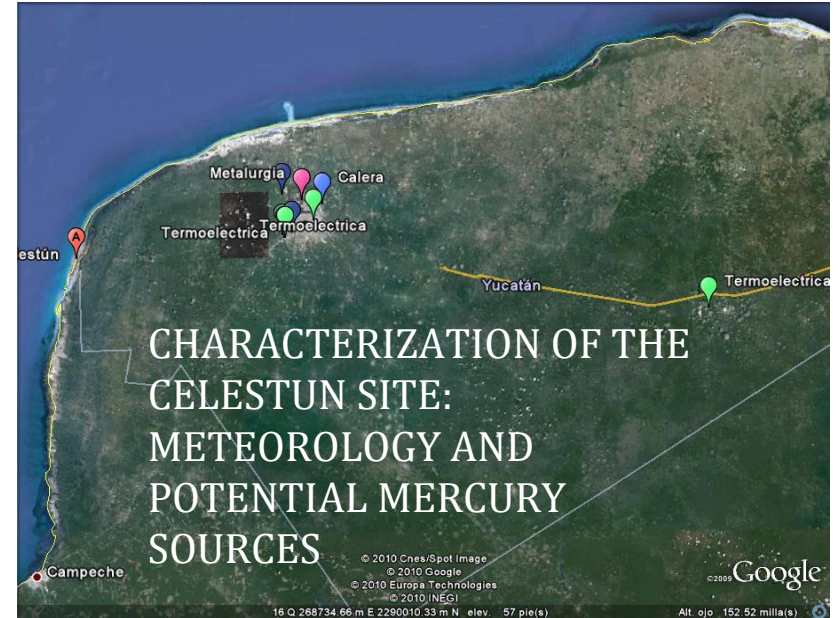 Metalurgia
Calera
Termoelectrica
Termoelectrica
A
estún
Yucatán
Termoelectrica
CHARACTERIZATION OF THE
CELESTUN SITE:
METEOROLOGY AND
POTENTIAL MERCURY
SOURCES
Campeche
© 2010 Cnes/Spot Image
© 2010 Google
© 2010 Europa Technologies
© 2010 INEGI
©2009 Google
16 Q 268734.66 m E 2290010.33 m N elev. 57 pie(s)
Alt. ojo 152.52 milla(s)